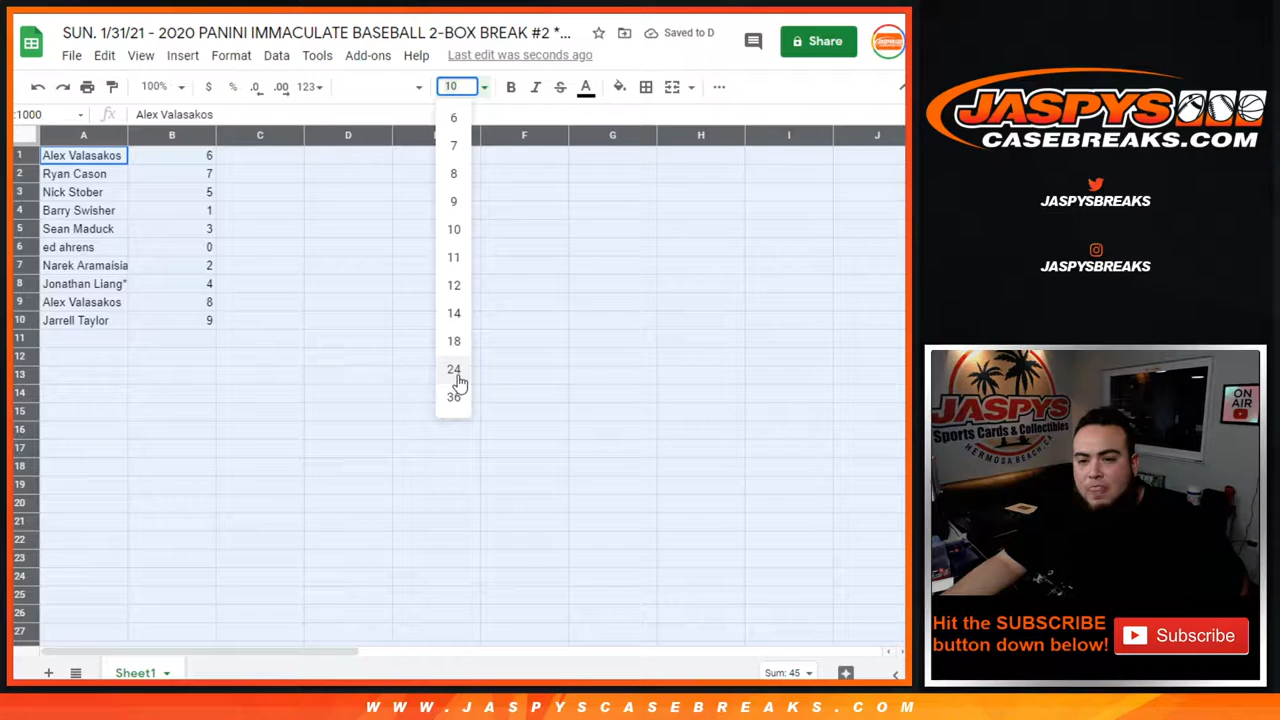 SUN. 1/31/21 - 2020 PANINI IMMACULATE BASEBALL 2-BOX BREAK #2 *...
Saved to D
Share
File Edit View Insert Format Data Tools Add-ons Help Last edit was seconds ago
100% $ % .0 .00 123 10 B I S A
:1000 fx Alex Valasakos
A B C D F G H I J
1 Alex Valasakos 6
2 Ryan Cason 7
3 Nick Stober 5
4 Barry Swisher 1
5 Sean Maduck 3
6 ed ahrens 0
7 Narek Aramaisia 2
8 Jonathan Liang* 4
9 Alex Valasakos 8
10 Jarrell Taylor 9
11
12
13
14
15
16
17
18
19
20
21
22
23
24
25
26
27
6
7
8
9
10
11
12
14
18
24
36
Sheet1
Sum: 45
JASPYS
CASEBREAKS.COM
JASPYSBREAKS
JASPYSBREAKS
JASPYS
Sports Cards & Collectibles
HERMOSA BEACH, CA
ON
AIR
Hit the SUBSCRIBE
button down below!
Subscribe
WWW.JASPYSCASEBREAKS.COM